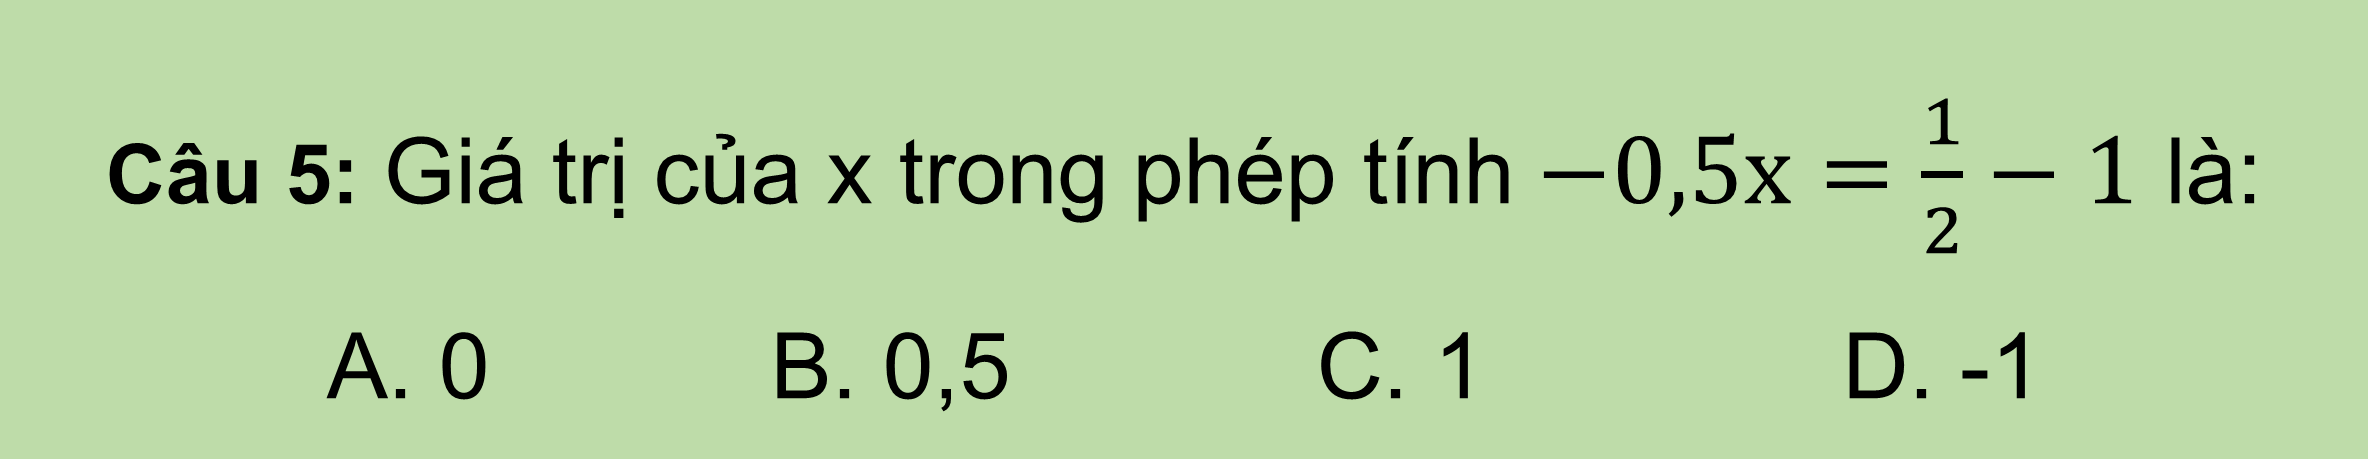 Câu 5: Giá trị của x trong phép tính −0,5x = \frac{1}{2} − 1 là:
A. 0 B. 0,5 C. 1 D. -1